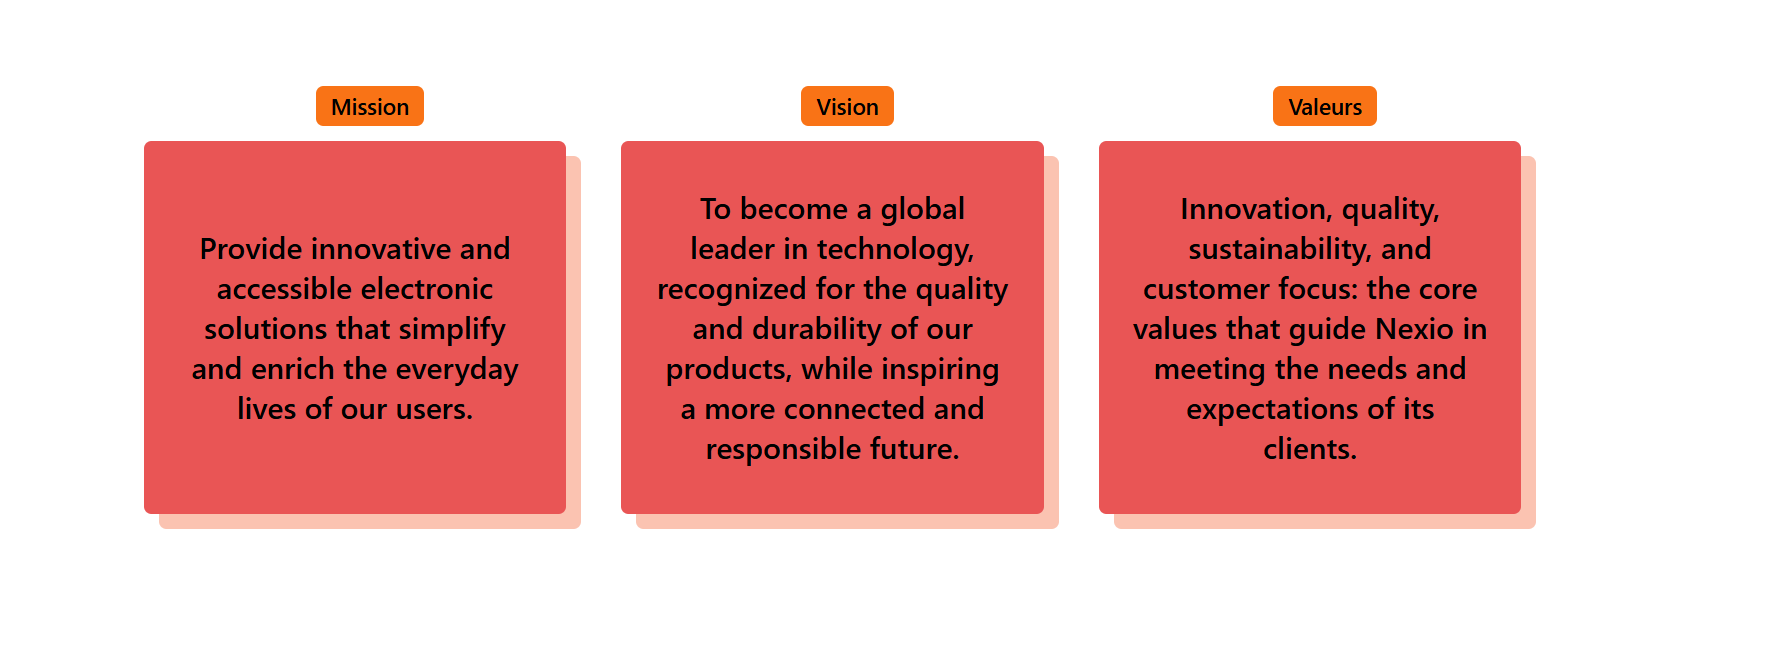 Mission
Provide innovative and
accessible electronic
solutions that simplify
and enrich the everyday
lives of our users.
Vision
To become a global
leader in technology,
recognized for the quality
and durability of our
products, while inspiring
a more connected and
responsible future.
Valeurs
Innovation, quality,
sustainability, and
customer focus: the core
values that guide Nexio in
meeting the needs and
expectations of its
clients.